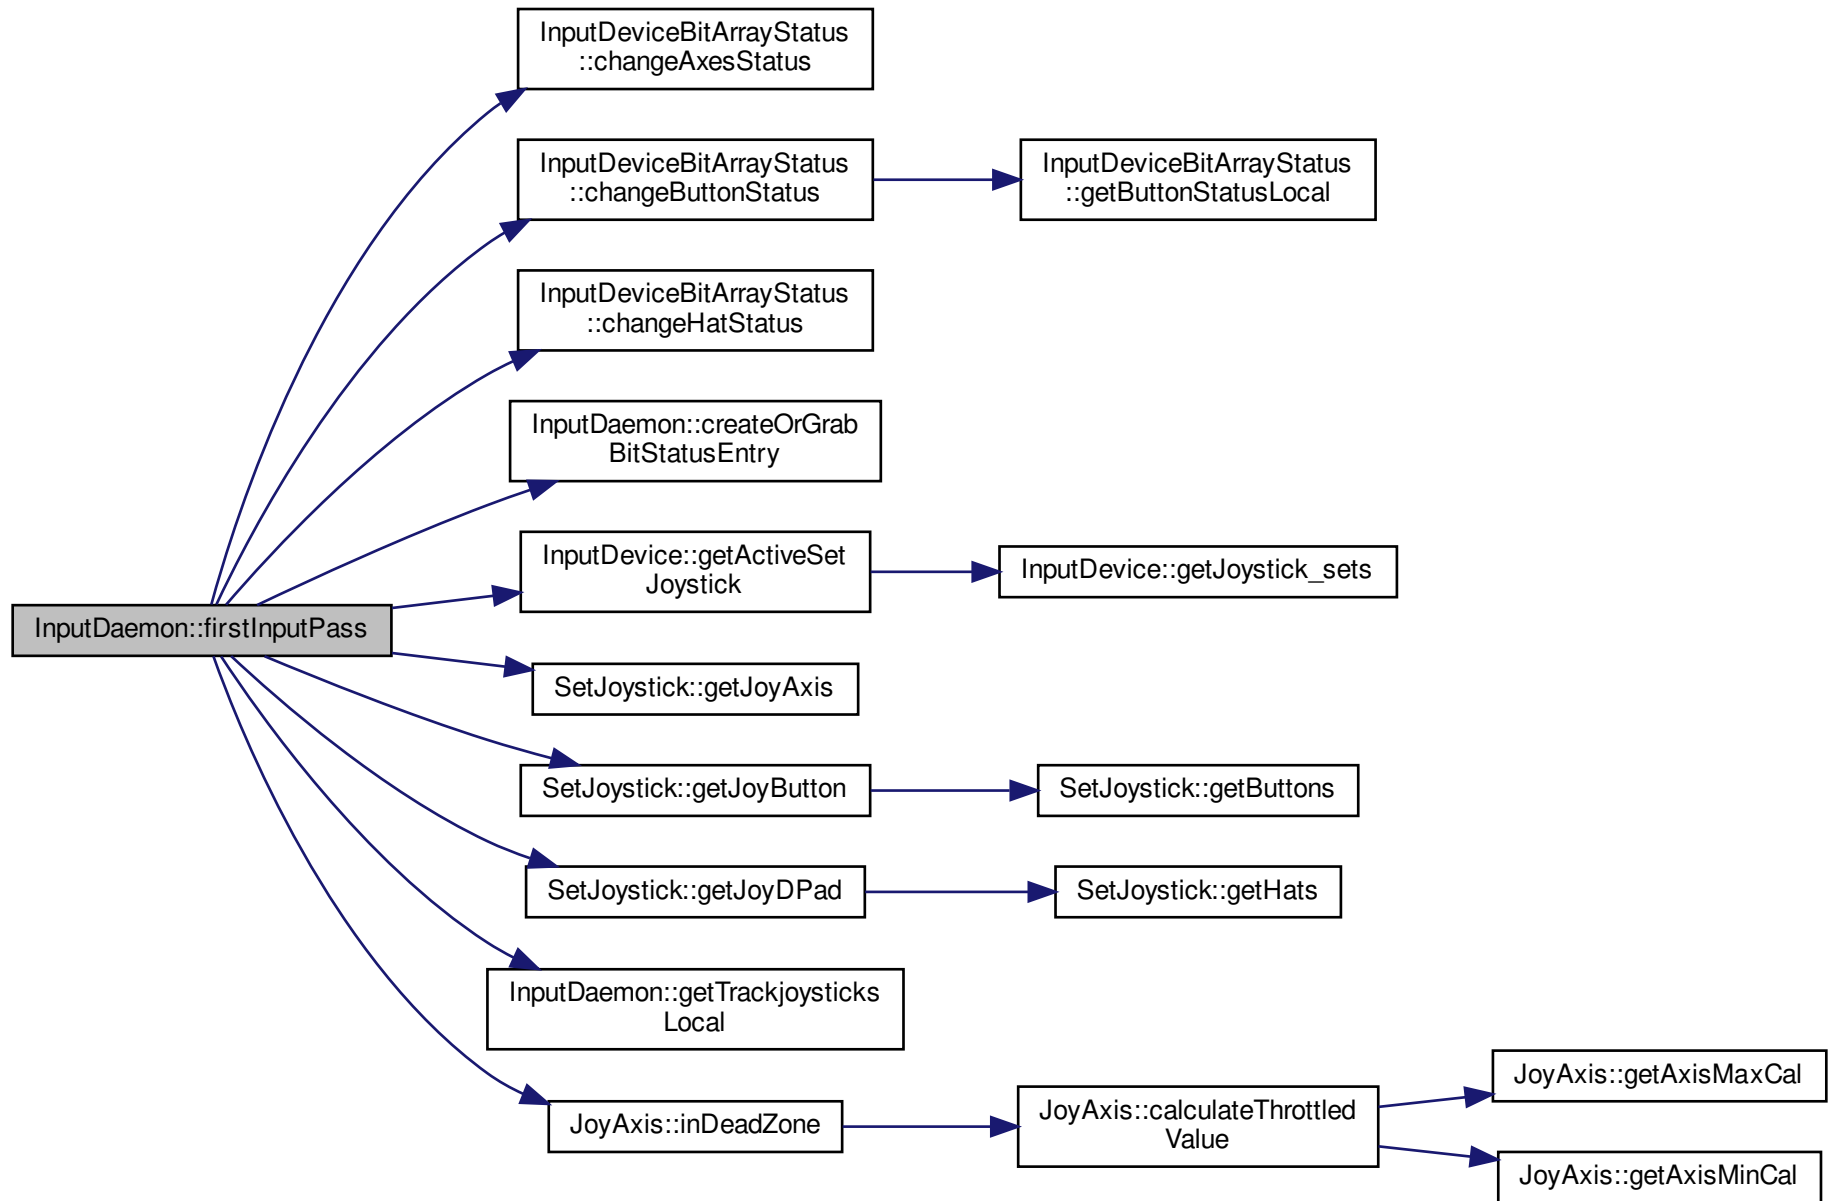 InputDeviceBitArrayStatus
::changeAxesStatus
InputDeviceBitArrayStatus
::changeButtonStatus
InputDeviceBitArrayStatus
::getButtonStatusLocal
InputDeviceBitArrayStatus
::changeHatStatus
InputDaemon::createOrGrab
BitStatusEntry
InputDevice::getActiveSet
Joystick
InputDevice::getJoystick_sets
InputDaemon::firstInputPass
SetJoystick::getJoyAxis
SetJoystick::getJoyButton
SetJoystick::getButtons
SetJoystick::getJoyDPad
SetJoystick::getHats
InputDaemon::getTrackjoysticks
Local
JoyAxis::inDeadZone
JoyAxis::calculateThrottled
Value
JoyAxis::getAxisMaxCal
JoyAxis::getAxisMinCal